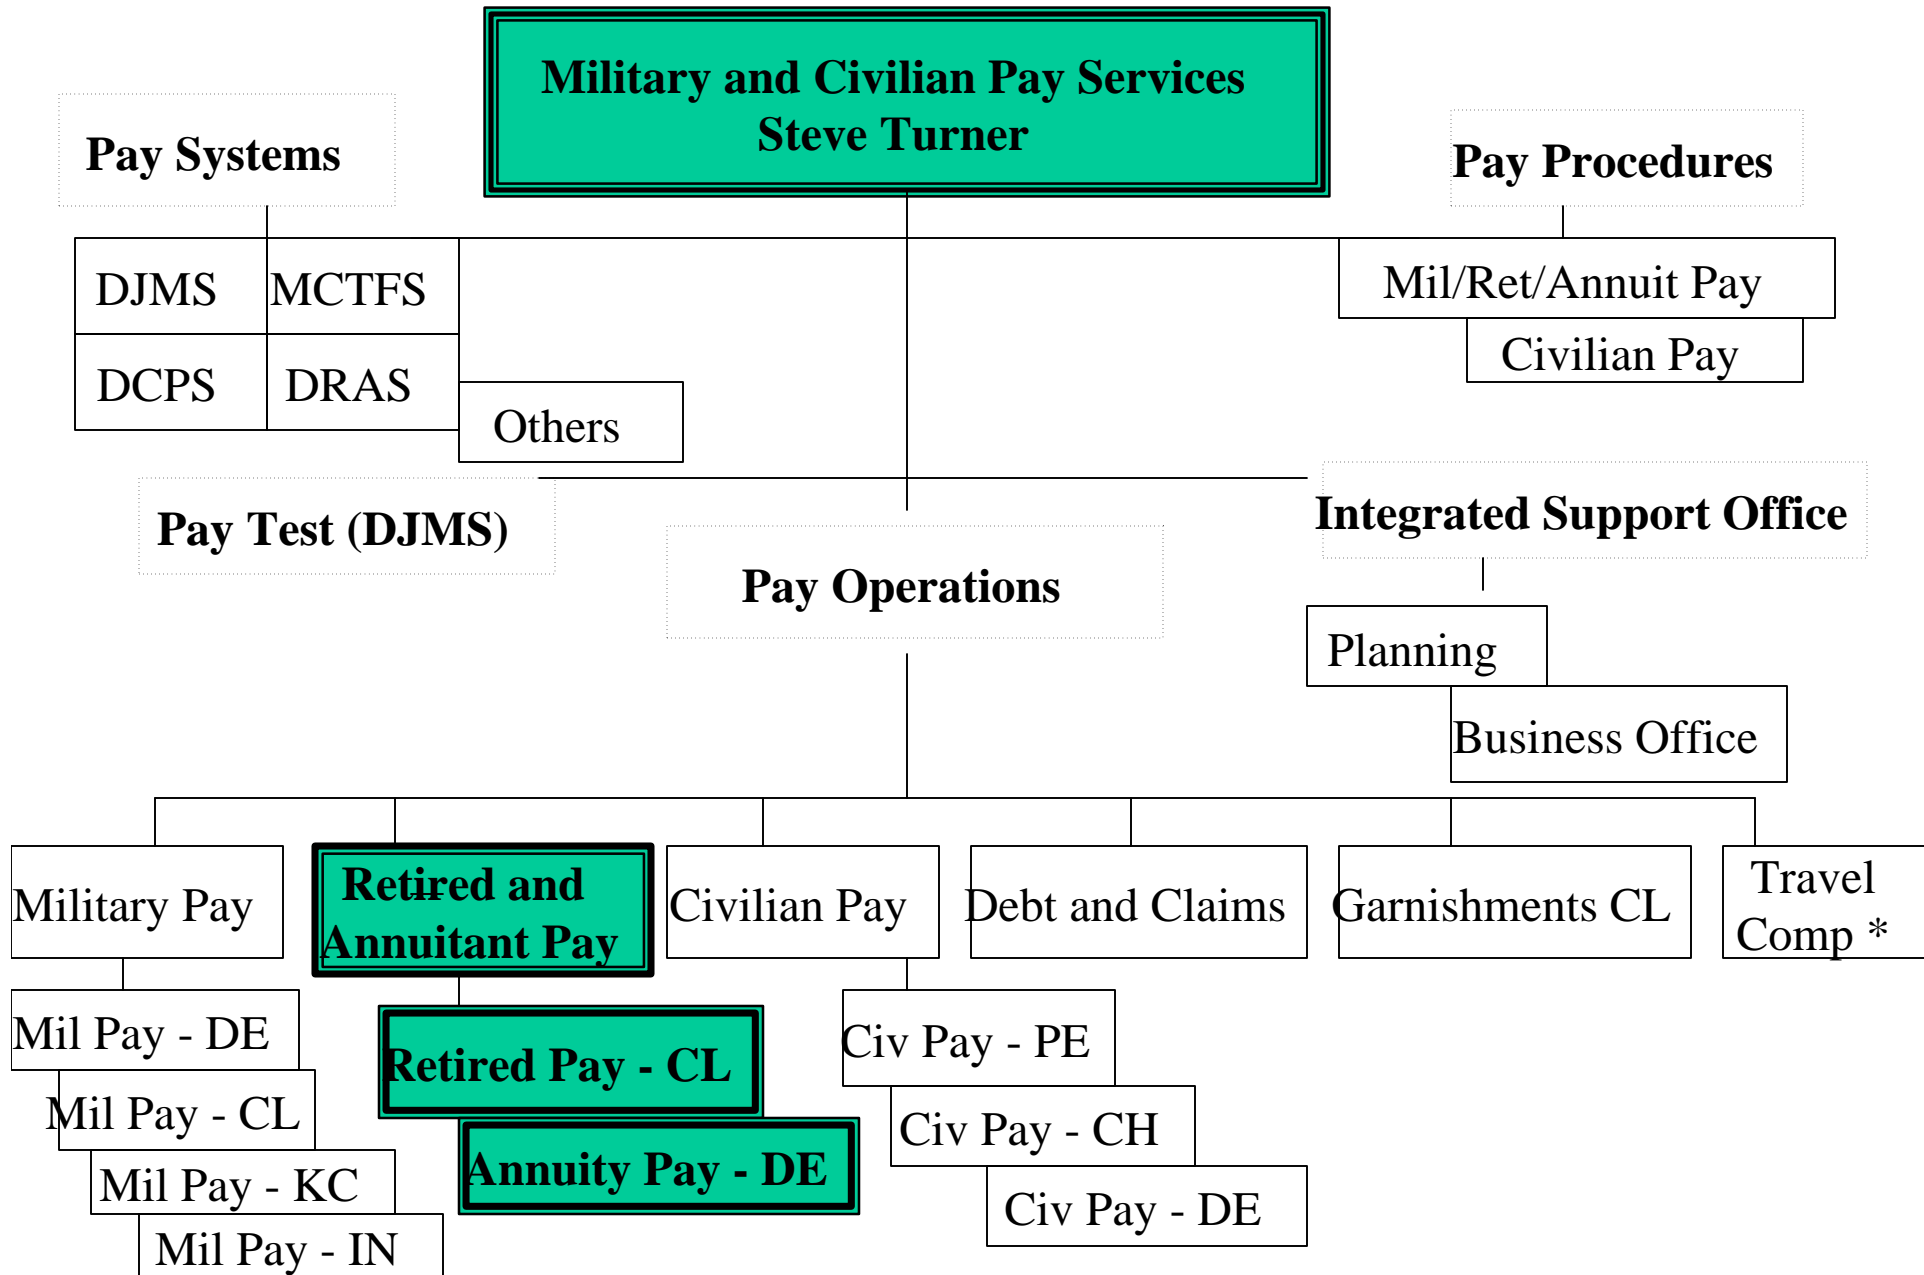 Military and Civilian Pay Services
Steve Turner
Pay Systems
Pay Procedures
DJMS
MCTFS
DCPS
DRAS
Others
Mil/Ret/Annuit Pay
Civilian Pay
Pay Test (DJMS)
Pay Operations
Integrated Support Office
Planning
Business Office
Military Pay
Retired and
Annuitant Pay
Civilian Pay
Debt and Claims
Garnishments CL
Travel
Comp *
Mil Pay - DE
Mil Pay - CL
Mil Pay - KC
Mil Pay - IN
Retired Pay - CL
Annuity Pay - DE
Civ Pay - PE
Civ Pay - CH
Civ Pay - DE